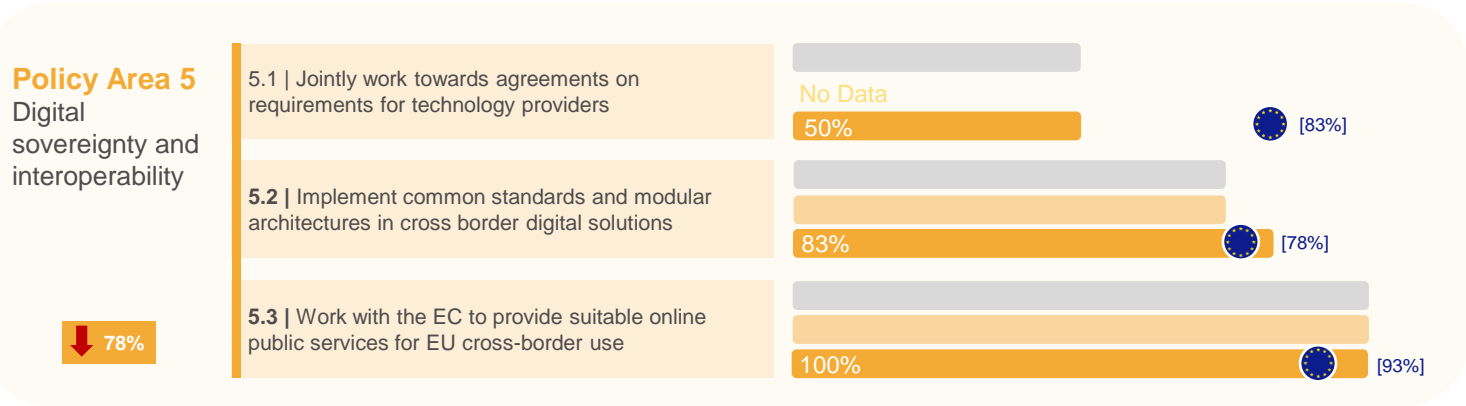 Policy Area 5
Digital
sovereignty and
interoperability
78%
5.1 | Jointly work towards agreements on
requirements for technology providers
No Data
50%
[83%]
5.2 | Implement common standards and modular
architectures in cross border digital solutions
83%
[78%]
5.3 | Work with the EC to provide suitable online
public services for EU cross-border use
100%
[93%]